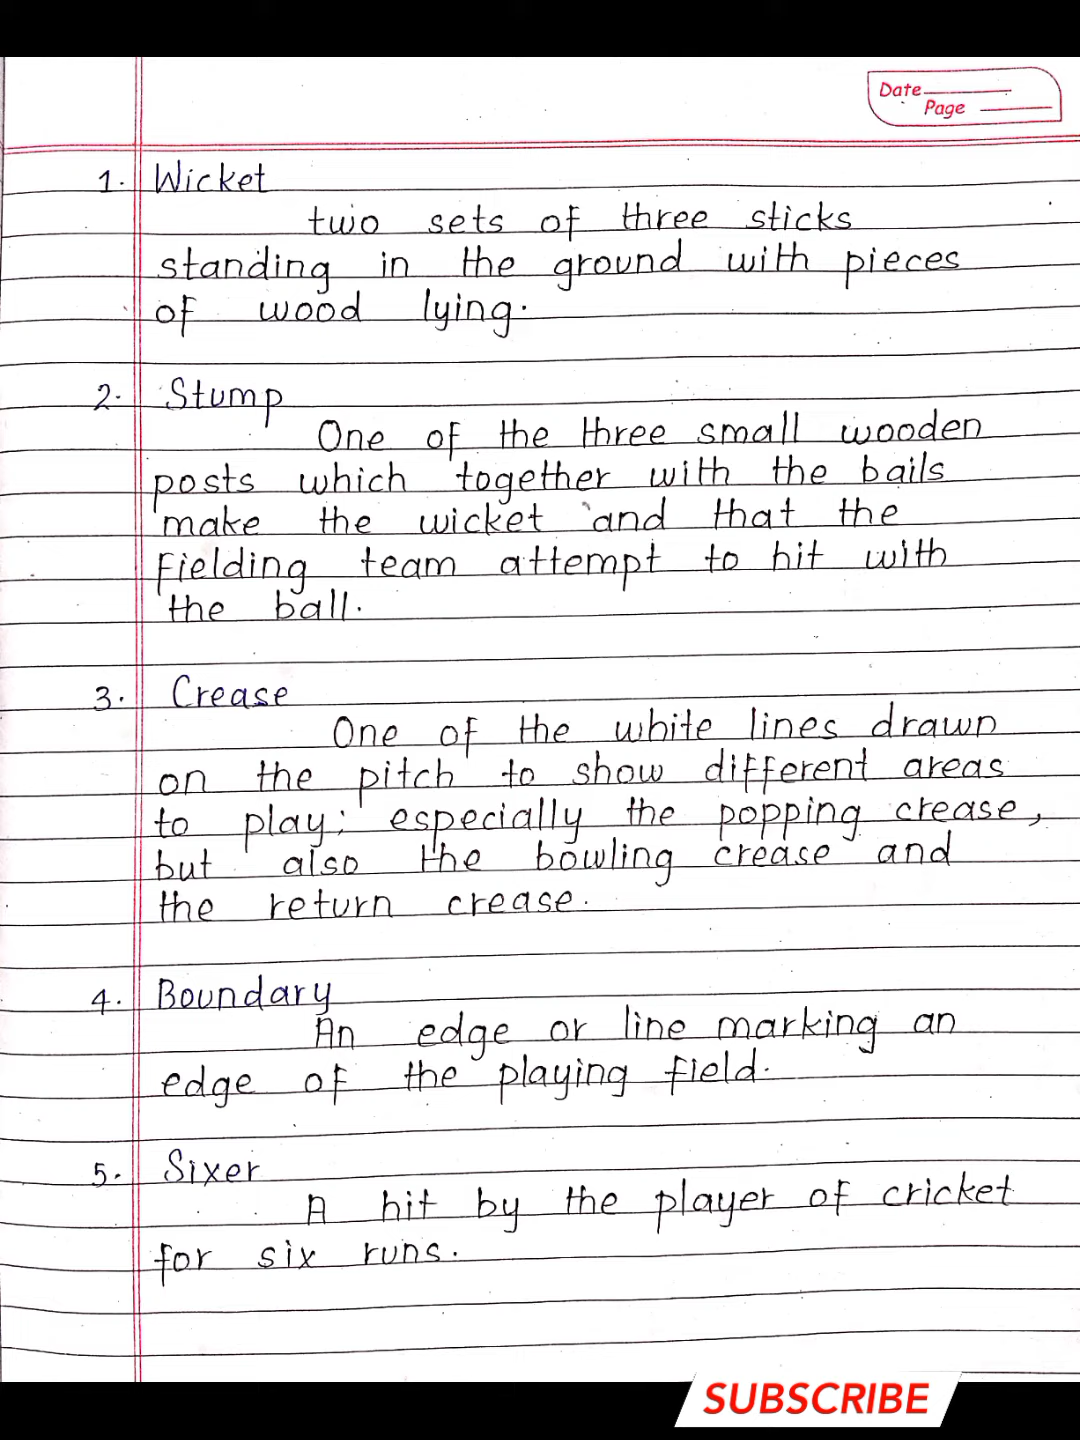 Date
Page
1. Wicket
two sets of three sticks
standing in the ground with pieces
of wood lying.
2. Stump
One of the three small wooden
posts which together with the bails
make the wicket and that the
Fielding team attempt to hit with
the ball.
3. Crease
One of the white lines drawn
on the pitch to show different areas
to play; especially the popping crease,
but also the bowling crease and
the return crease.
4. Boundary
An edge or line marking an
edge of the playing field.
5. Sixer
A hit by the player of cricket
for six runs.
SUBSCRIBE